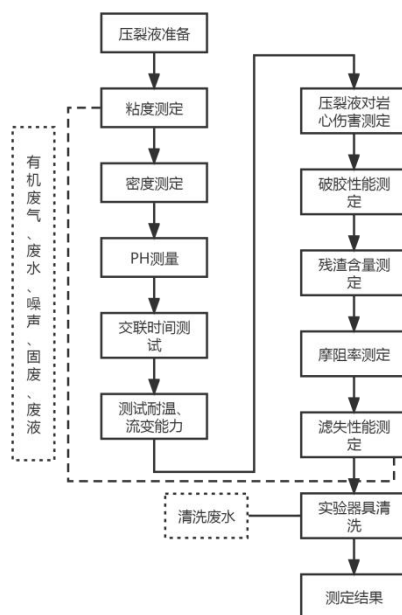 压裂液准备
粘度测定
密度测定
PH测量
交联时间测
试
测试耐温、
流变能力
有
机
废
气
、
废
水
、
噪
声
、
固
废
、
废
液
压裂液对岩
心伤害测定
破胶性能测
定
残渣含量测
定
摩阻率测定
滤失性能测
定
清洗废水
实验器具清
洗
测定结果